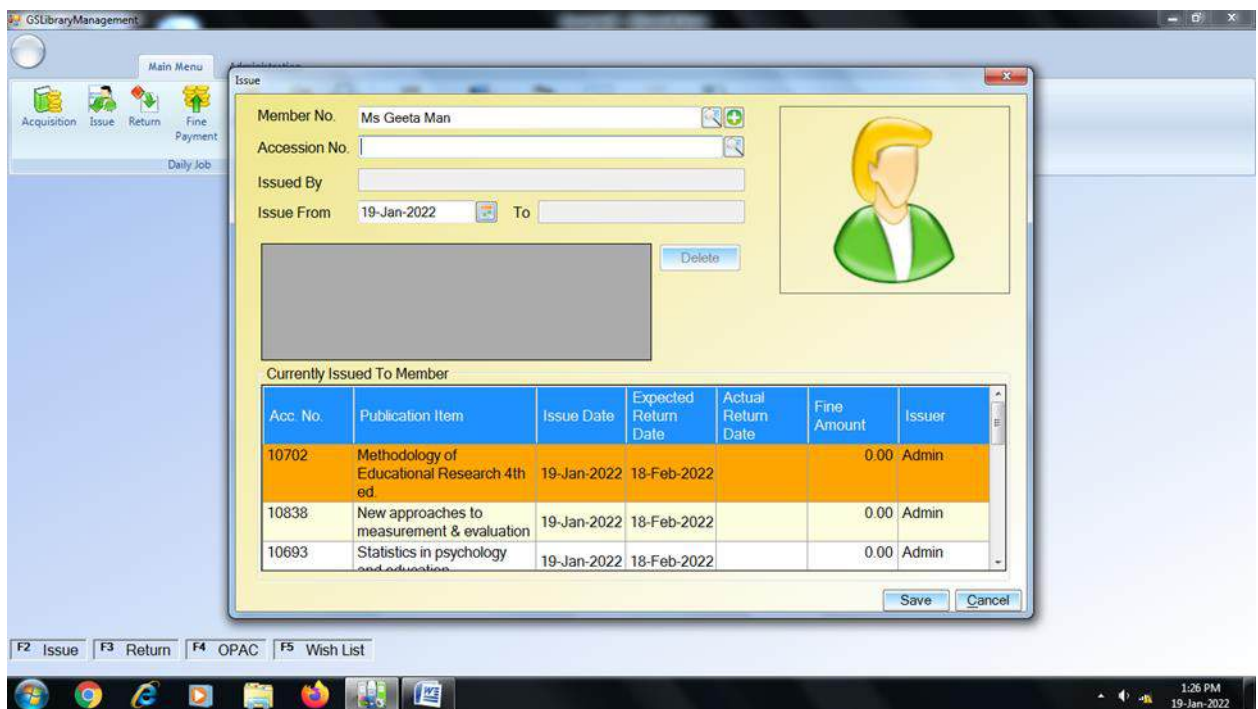 GSLibraryManagement
Main Menu
Issue
Acquisition Issue Return Fine Payment
Daily Job
Member No. Ms Geeta Man
Accession No.
Issued By
Issue From 19-Jan-2022 To
Delete
Currently Issued To Member
Acc. No. Publication Item Issue Date Expected Return Date Actual Return Date Fine Amount Issuer
10702 Methodology of Educational Research 4th ed. 19-Jan-2022 18-Feb-2022 0.00 Admin
10838 New approaches to measurement & evaluation 19-Jan-2022 18-Feb-2022 0.00 Admin
10693 Statistics in psychology and education 19-Jan-2022 18-Feb-2022 0.00 Admin
Save Cancel
F2 Issue F3 Return F4 OPAC F5 Wish List
1:26 PM
19-Jan-2022